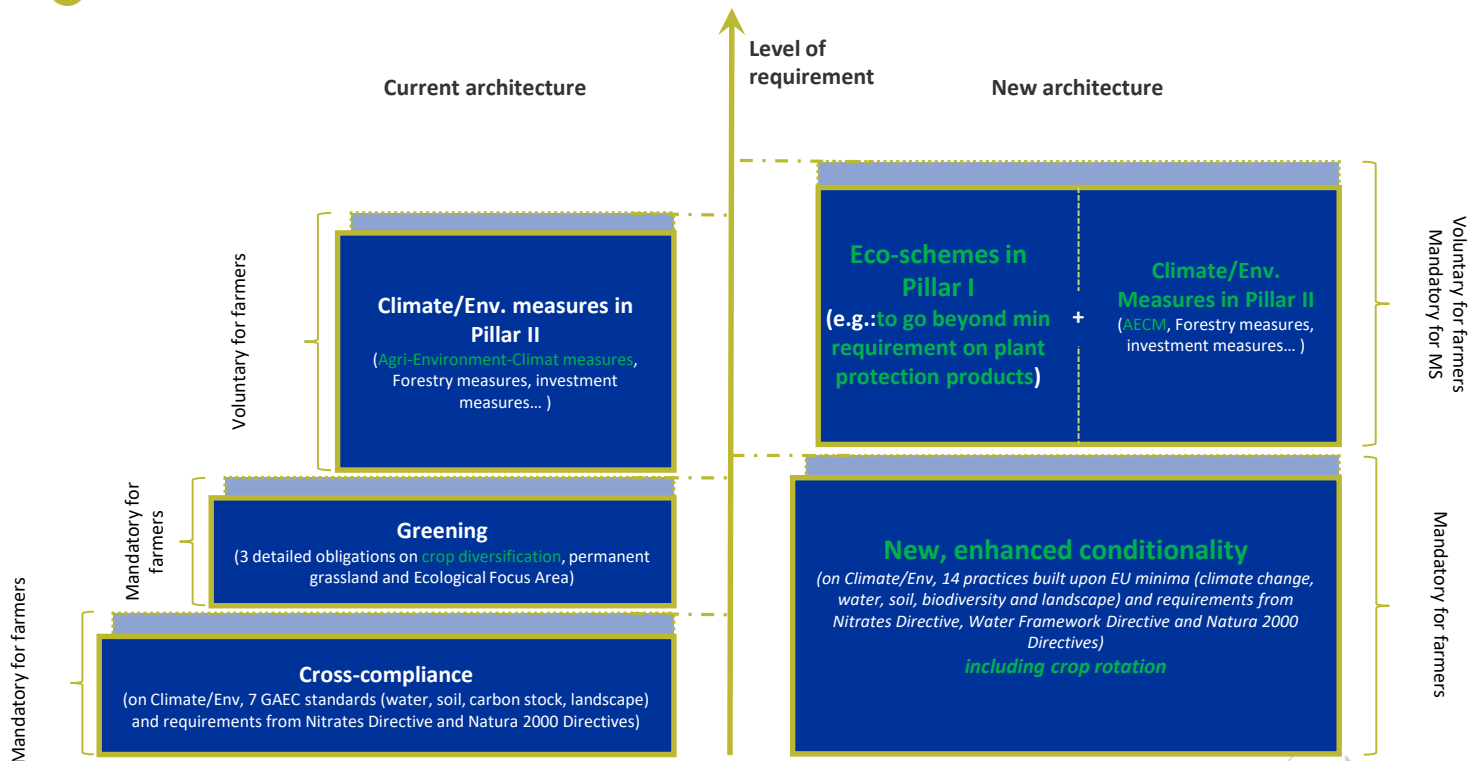 Level of
requirement
Current architecture
New architecture
Voluntary for farmers
Climate/Env. measures in
Pillar II
(Agri-Environment-Climat measures,
Forestry measures, investment
measures... )
Mandatory for
farmers
Greening
(3 detailed obligations on crop diversification, permanent
grassland and Ecological Focus Area)
Mandatory for farmers
Cross-compliance
(on Climate/Env, 7 GAEC standards (water, soil, carbon stock, landscape)
and requirements from Nitrates Directive and Natura 2000 Directives)
Eco-schemes in
Pillar I
(e.g.:to go beyond min
requirement on plant
protection products)
+
Climate/Env.
Measures in Pillar II
(AECM, Forestry measures,
investment measures... )
Voluntary for farmers
Mandatory for MS
New, enhanced conditionality
(on Climate/Env, 14 practices built upon EU minima (climate change,
water, soil, biodiversity and landscape) and requirements from
Nitrates Directive, Water Framework Directive and Natura 2000
Directives)
including crop rotation
Mandatory for farmers